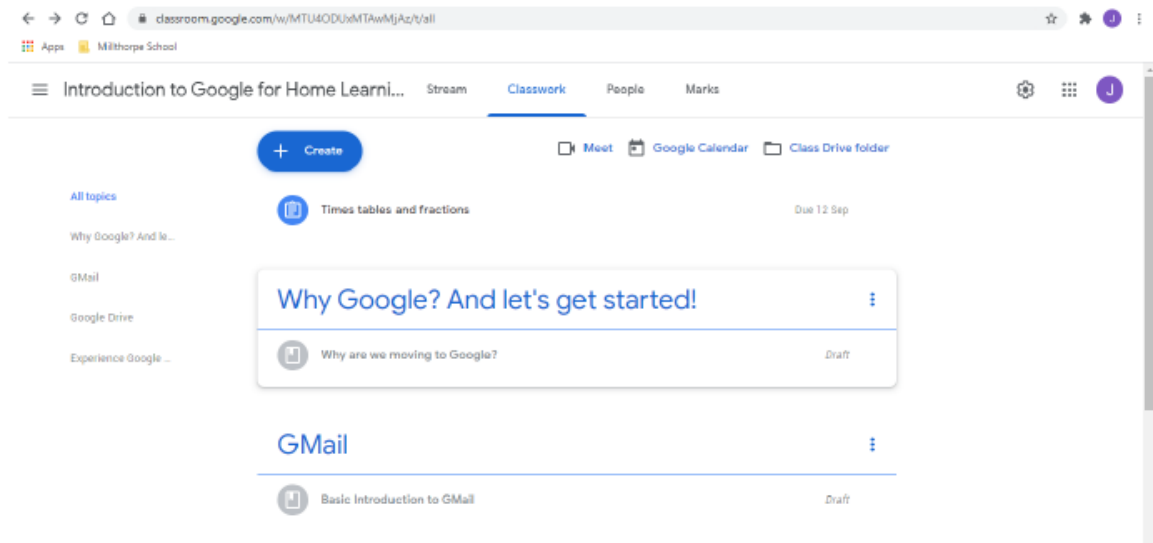 classroom.google.com/w/MTU4ODUxMTAwMjAz/t/all
J
Apps Millthorpe School
Introduction to Google for Home Learni... Stream Classwork People Marks
J
Create
Meet Google Calendar Class Drive folder
All topics
Times tables and fractions Due 12 Sep
Why Google? And le...
GMail
Google Drive
Experience Google ...
Why Google? And let's get started!
Why are we moving to Google? Draft
GMail
Basic Introduction to GMail Draft